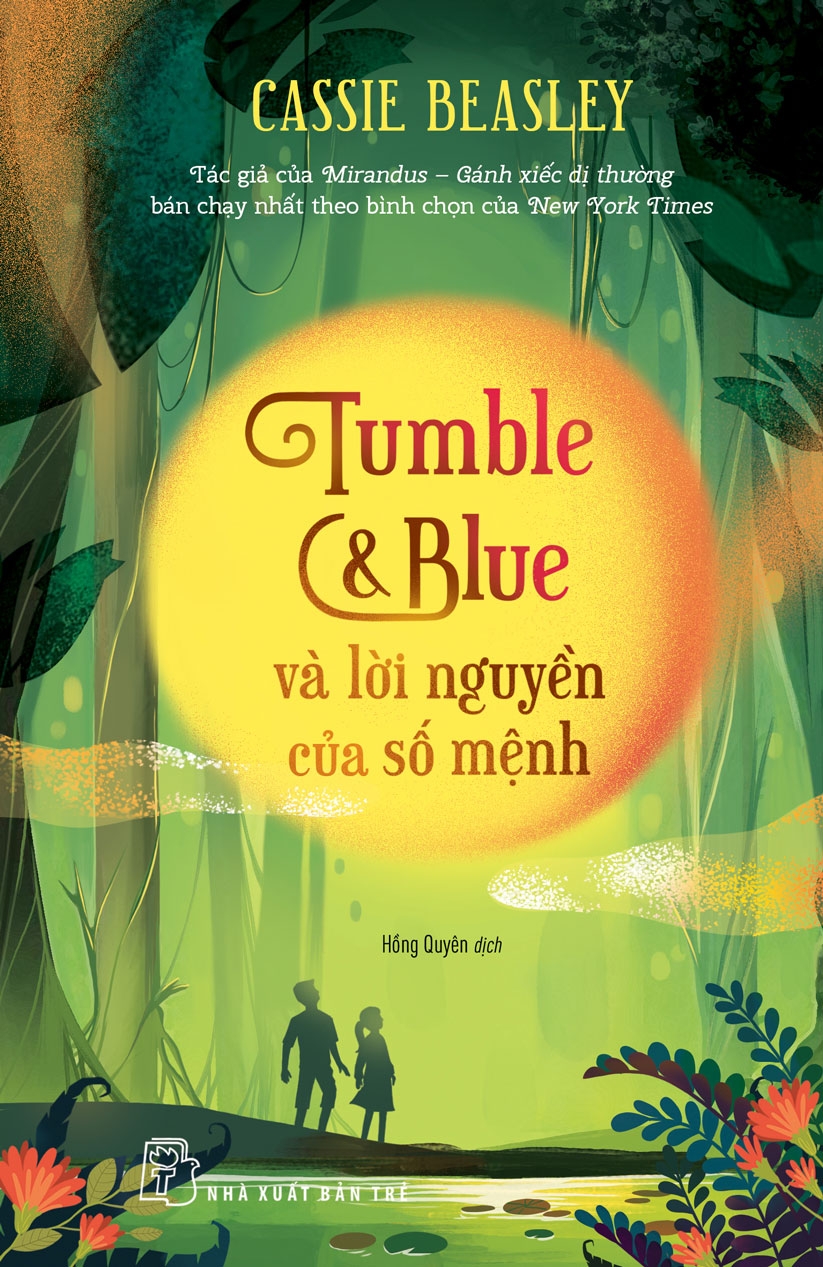 CASSIE BEASLEY
Tác giả của Mirandus – Gánh xiếc dị thường
bán chạy nhất theo bình chọn của New York Times
Tumble
& Blue
và lời nguyền
của số mệnh
Hồng Quyên dịch
NHÀ XUẤT BẢN TRẺ